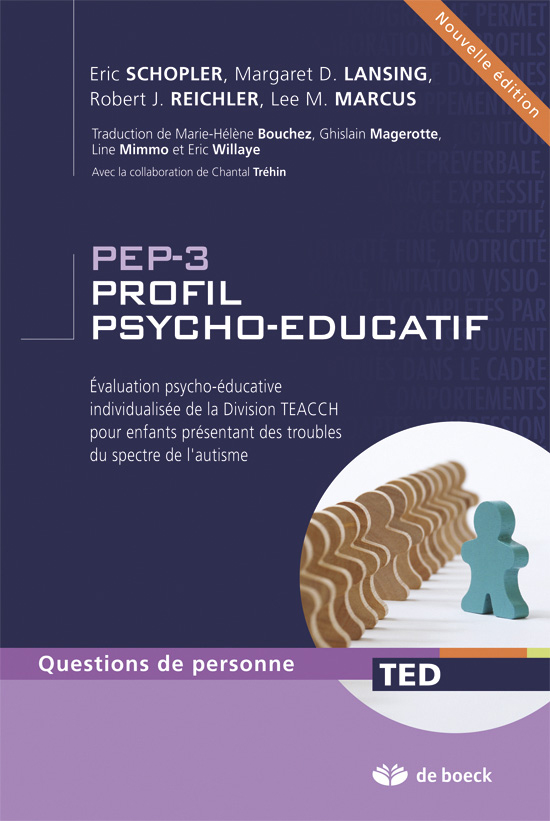 Nouvelle édition
Eric SCHOPLER, Margaret D. LANSING,
Robert J. REICHLER, Lee M. MARCUS
Traduction de Marie-Hélène Bouchez, Ghislain Magerotte,
Line Mimmo et Eric Willaye
Avec la collaboration de Chantal Tréhin
PEP-3
PROFIL
PSYCHO-EDUCATIF
Évaluation psycho-éducative
individualisée de la Division TEACCH
pour enfants présentant des troubles
du spectre de l'autisme
Questions de personne
TED
de boeck